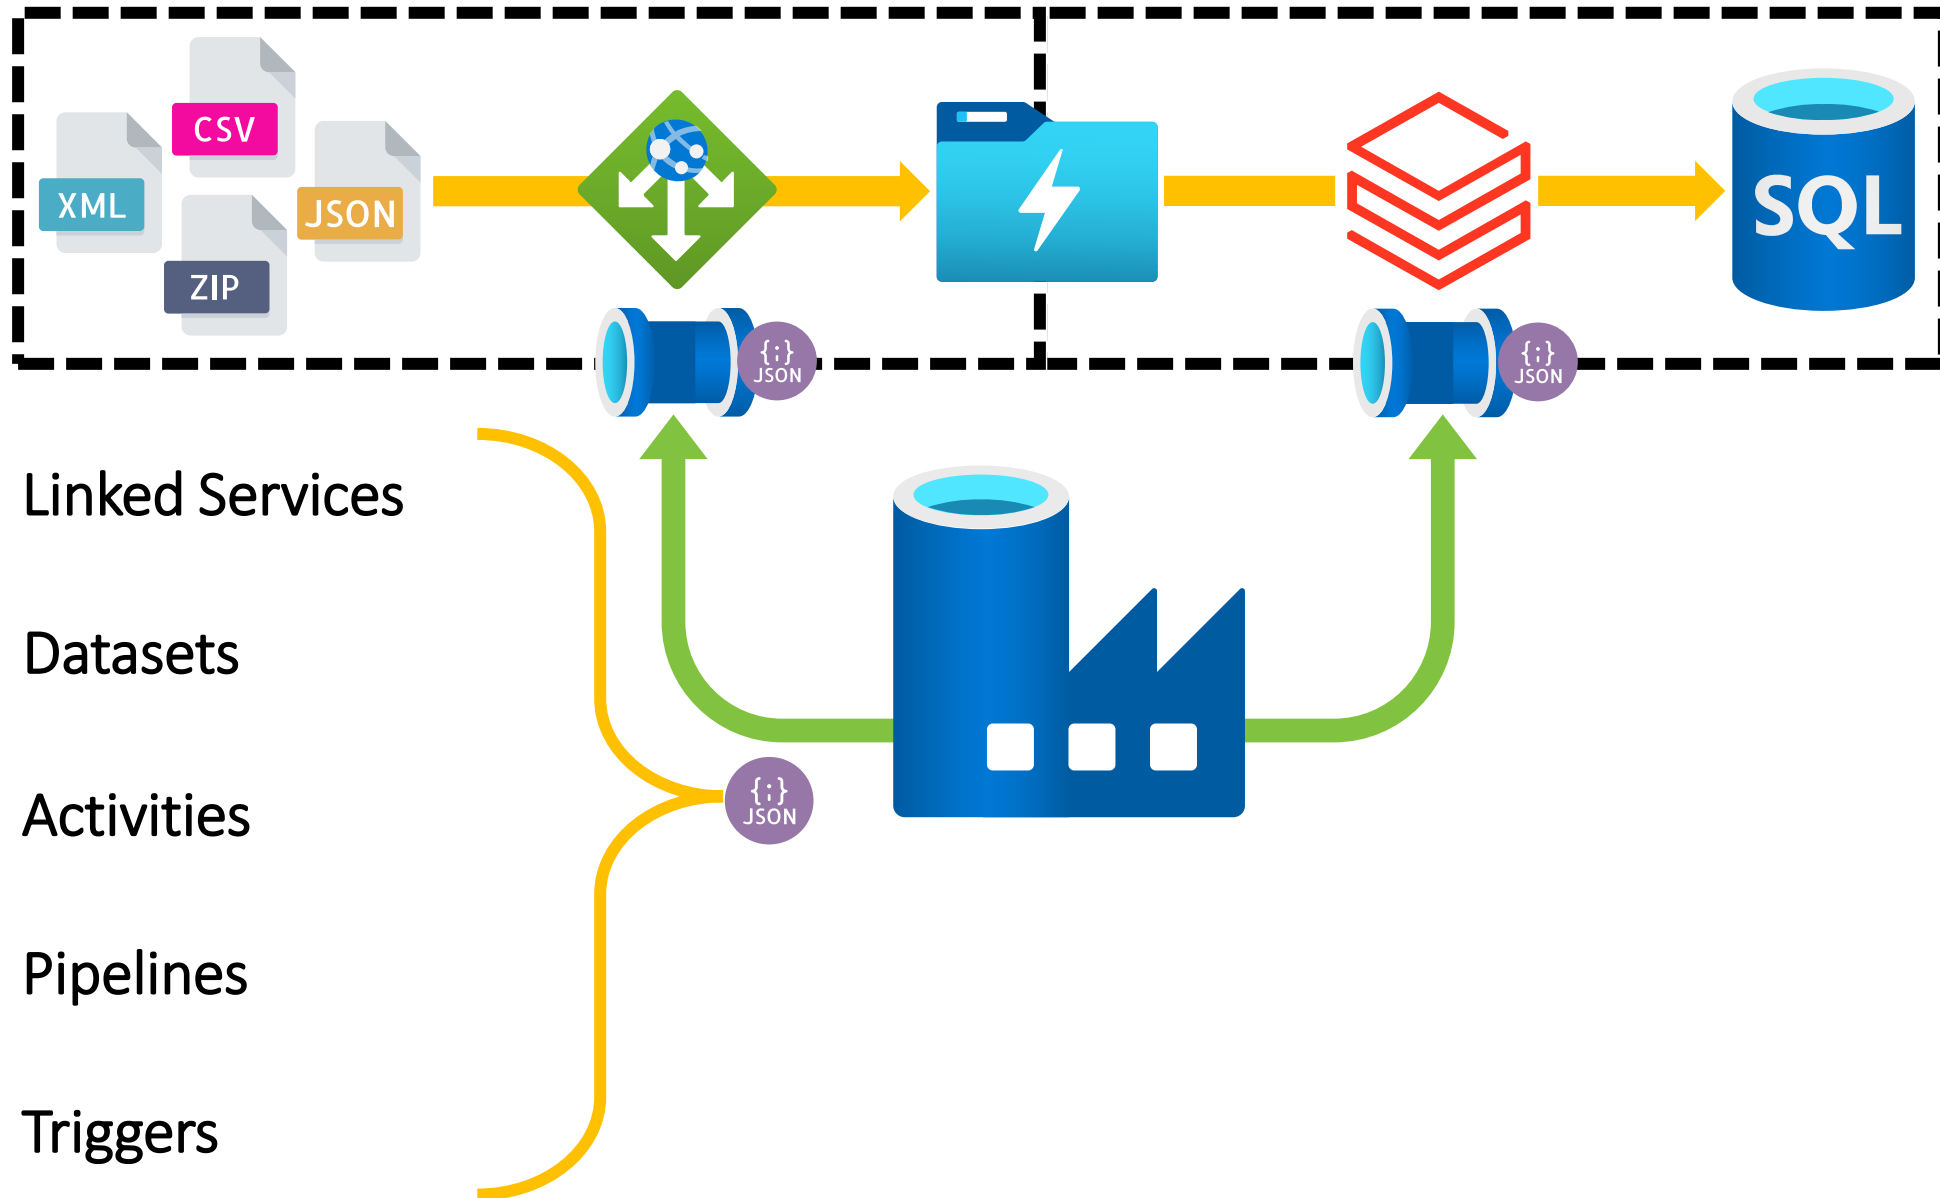 CSV
XML
JSON
ZIP
SQL
{:}
JSON
{:}
JSON
Linked Services
Datasets
Activities
{:}
JSON
Pipelines
Triggers